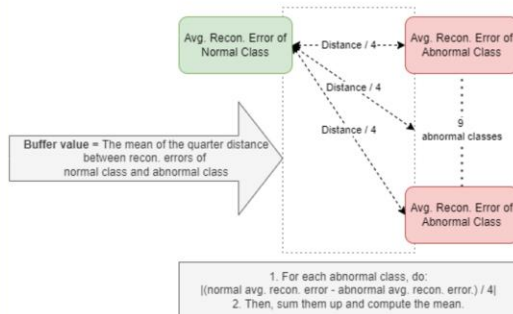 Avg. Recon. Error of
Normal Class
Distance / 4
Avg. Recon. Error of
Abnormal Class
Distance / 4
Distance / 4
9
abnormal classes
Buffer value = The mean of the quarter distance
between recon. errors of
normal class and abnormal class
Avg. Recon. Error of
Abnormal Class
1. For each abnormal class, do:
|(normal avg. recon. error - abnormal avg. recon. error.) / 4|
2. Then, sum them up and compute the mean.